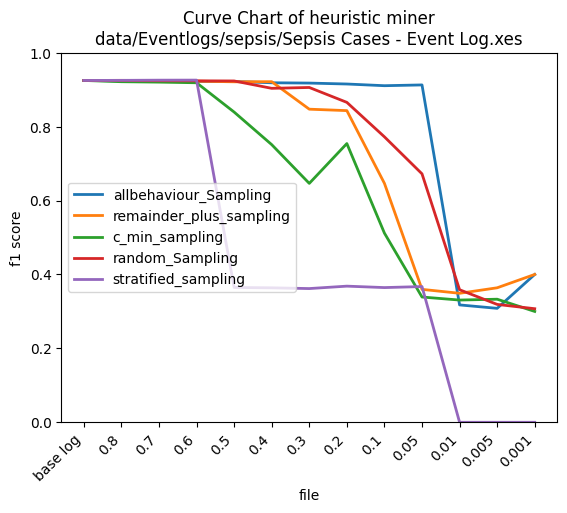 Curve Chart of heuristic miner
data/Eventlogs/sepsis/Sepsis Cases - Event Log.xes
1.0
0.8
0.6
0.4
0.2
0.0
f1 score
allbehaviour_Sampling
remainder_plus_sampling
c_min_sampling
random_Sampling
stratified_sampling
base log
0.8
0.7
0.6
0.5
0.4
0.3
0.2
0.1
0.05
0.01
0.005
0.001
file